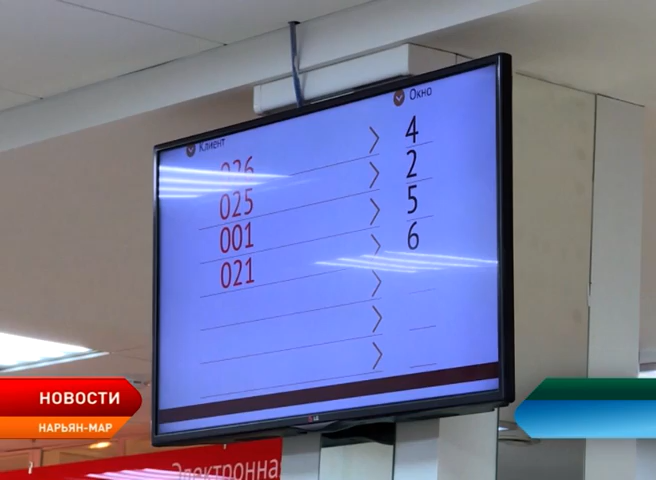 Клиент Окно
026 4
025 2
001 5
021 6
LG
НОВОСТИ
НАРЬЯН-МАР
Электронна